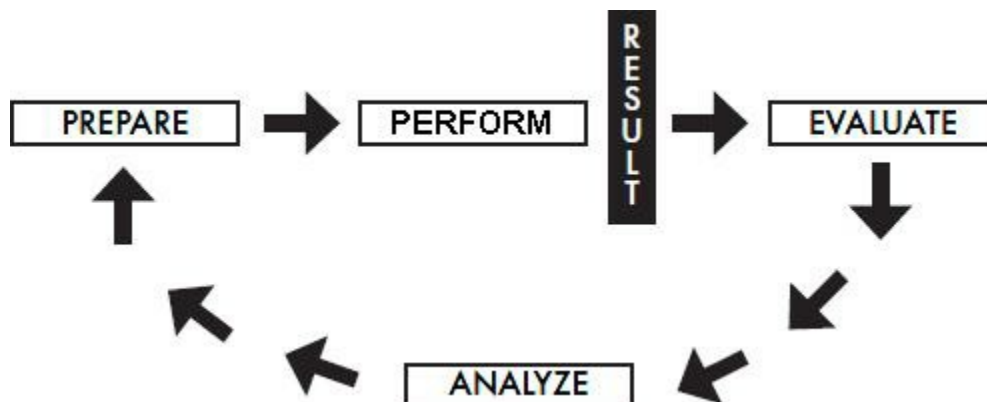 PREPARE
PERFORM
RESULT
EVALUATE
ANALYZE